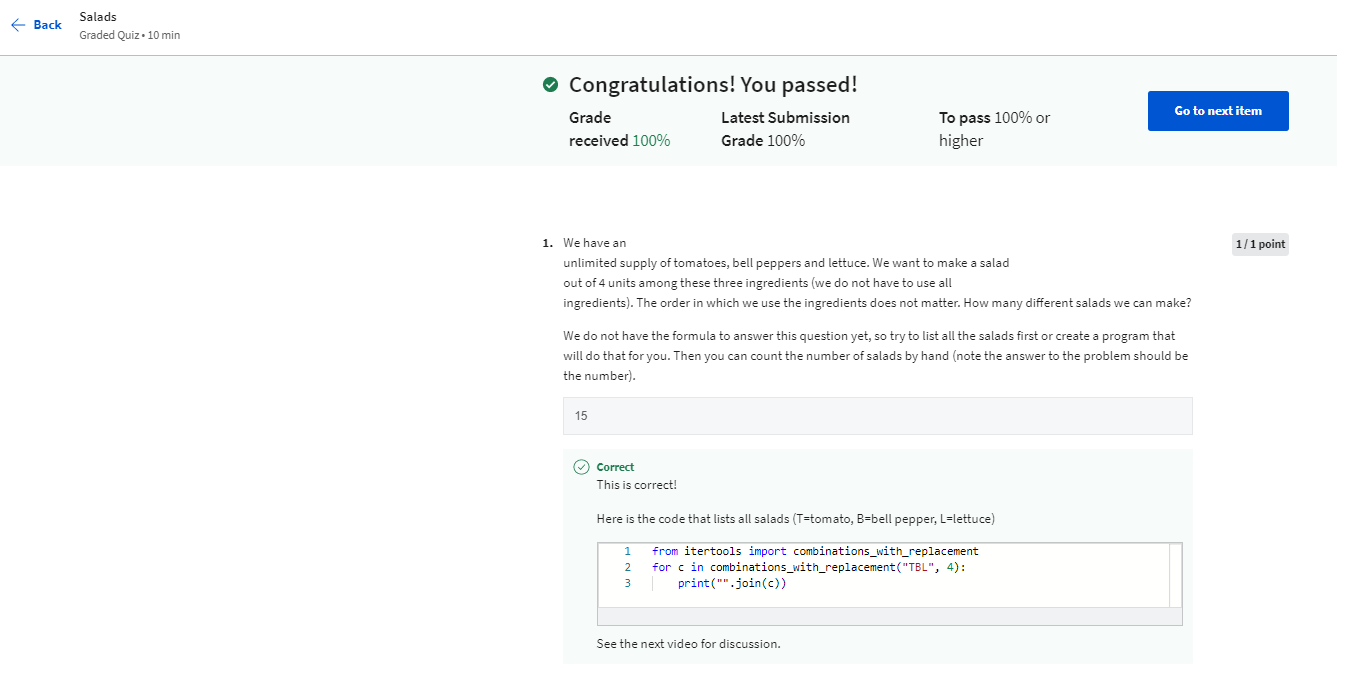 Back
Salads
Graded Quiz • 10 min
Congratulations! You passed!
Grade
received 100%
Latest Submission
Grade 100%
To pass 100% or
higher
Go to next item
1. We have an
1 / 1 point
unlimited supply of tomatoes, bell peppers and lettuce. We want to make a salad
out of 4 units among these three ingredients (we do not have to use all
ingredients). The order in which we use the ingredients does not matter. How many different salads we can make?
We do not have the formula to answer this question yet, so try to list all the salads first or create a program that
will do that for you. Then you can count the number of salads by hand (note the answer to the problem should be
the number).
15
Correct
This is correct!
Here is the code that lists all salads (T=tomato, B=bell pepper, L=lettuce)
1 from itertools import combinations_with_replacement
2 for c in combinations_with_replacement("TBL", 4):
3 print("".join(c))
See the next video for discussion.